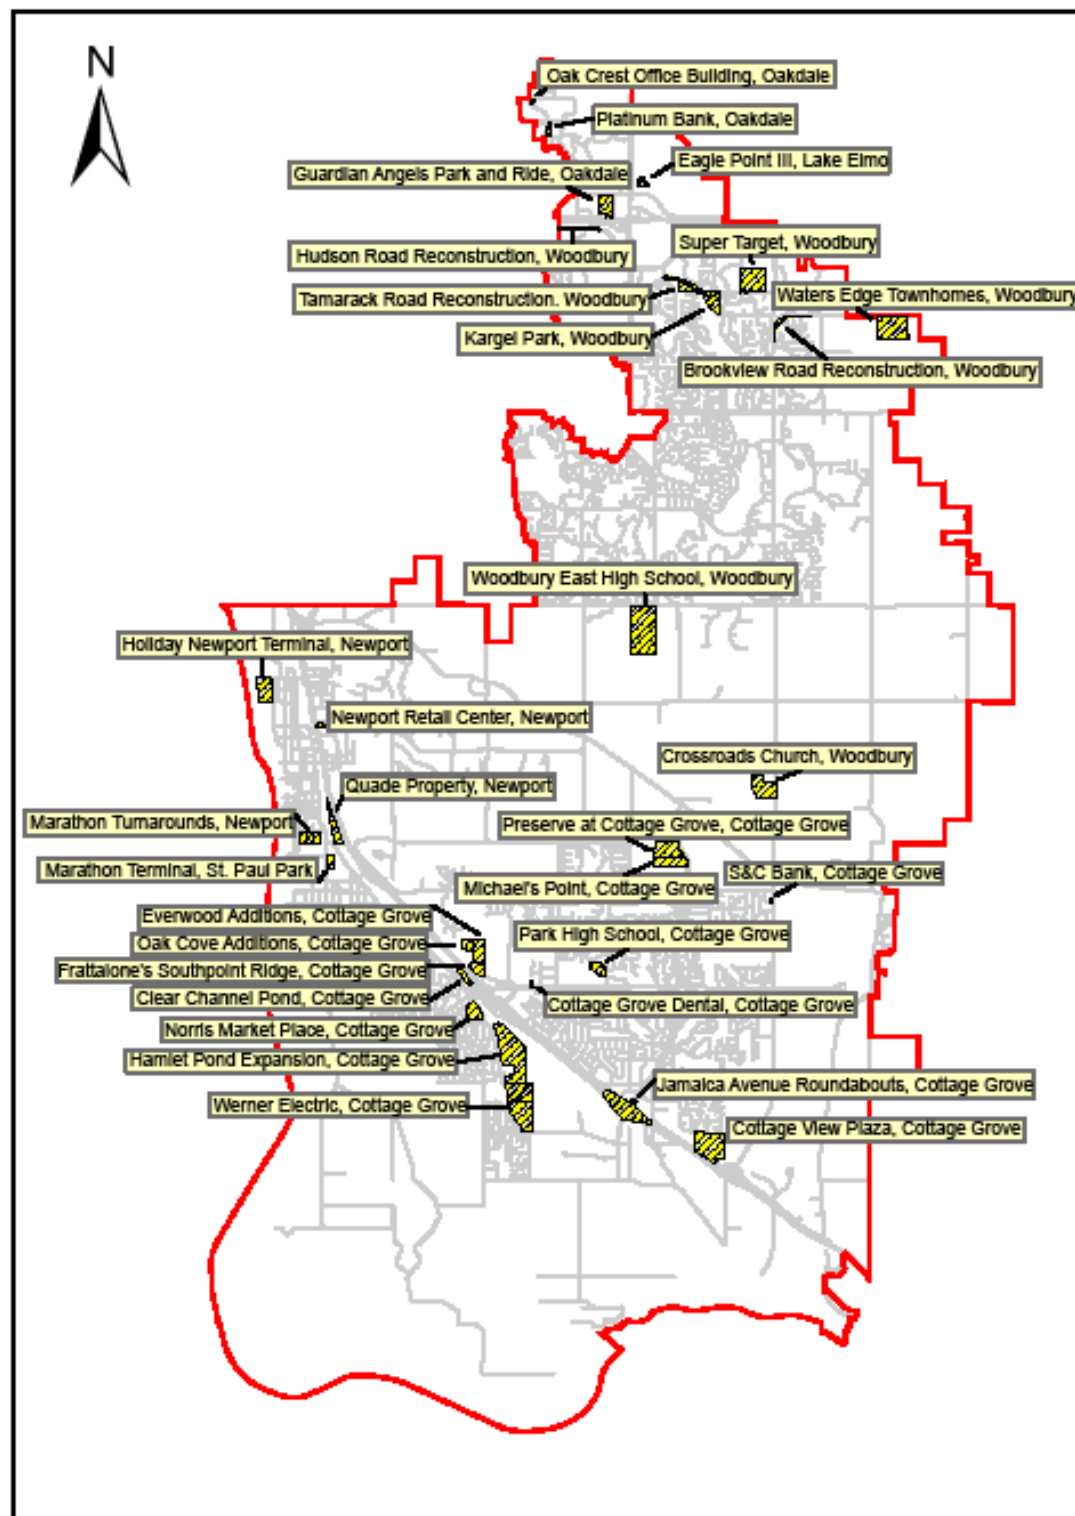 N
Oak Crest Office Building, Oakdale
Platinum Bank, Oakdale
Eagle Point III, Lake Elmo
Guardian Angels Park and Ride, Oakdale
Super Target, Woodbury
Hudson Road Reconstruction, Woodbury
Tamarack Road Reconstruction. Woodbury
Waters Edge Townhomes, Woodbury
Kargel Park, Woodbury
Brookview Road Reconstruction, Woodbury
Woodbury East High School, Woodbury
Holiday Newport Terminal, Newport
Newport Retail Center, Newport
Crossroads Church, Woodbury
Quade Property, Newport
Marathon Turnarounds, Newport
Preserve at Cottage Grove, Cottage Grove
Marathon Terminal, St. Paul Park
S&C Bank, Cottage Grove
Michael's Point, Cottage Grove
Everwood Additions, Cottage Grove
Park High School, Cottage Grove
Oak Cove Additions, Cottage Grove
Frattalone's Southpoint Ridge, Cottage Grove
Clear Channel Pond, Cottage Grove
Cottage Grove Dental, Cottage Grove
Norris Market Place, Cottage Grove
Hamlet Pond Expansion, Cottage Grove
Jamaica Avenue Roundabouts, Cottage Grove
Werner Electric, Cottage Grove
Cottage View Plaza, Cottage Grove